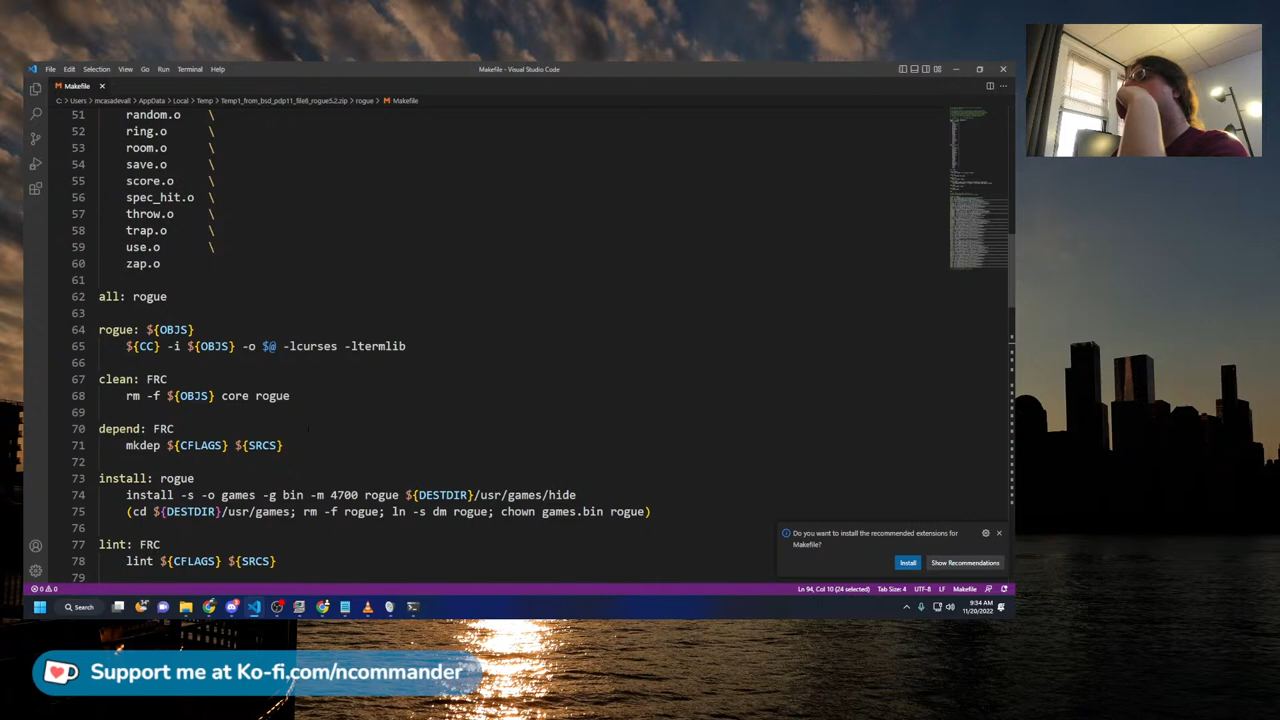 File Edit Selection View Go Run Terminal Help
Makefile - Visual Studio Code
Makefile
C: > Users > mcasadevall > AppData > Local > Temp > Temp1_from_bsd_pdp11_file6_rogue5.2.zip > rogue > Makefile
51 random.o \
52 ring.o \
53 room.o \
54 save.o \
55 score.o \
56 spec_hit.o \
57 throw.o \
58 trap.o \
59 use.o \
60 zap.o
61
62 all: rogue
63
64 rogue: ${OBJS}
65 ${CC} -i ${OBJS} -o $@ -lcurses -ltermlib
66
67 clean: FRC
68 rm -f ${OBJS} core rogue
69
70 depend: FRC
71 mkdep ${CFLAGS} ${SRCS}
72
73 install: rogue
74 install -s -o games -g bin -m 4700 rogue ${DESTDIR}/usr/games/hide
75 (cd ${DESTDIR}/usr/games; rm -f rogue; ln -s dm rogue; chown games.bin rogue)
76
77 lint: FRC
78 lint ${CFLAGS} ${SRCS}
79
Do you want to install the recommended extensions for
Makefile?
Install Show Recommendations
0 0 Ln 94, Col 10 (24 selected) Tab Size: 4 UTF-8 LF Makefile
Search
9:34 AM
11/20/2022
Support me at Ko-fi.com/ncommander